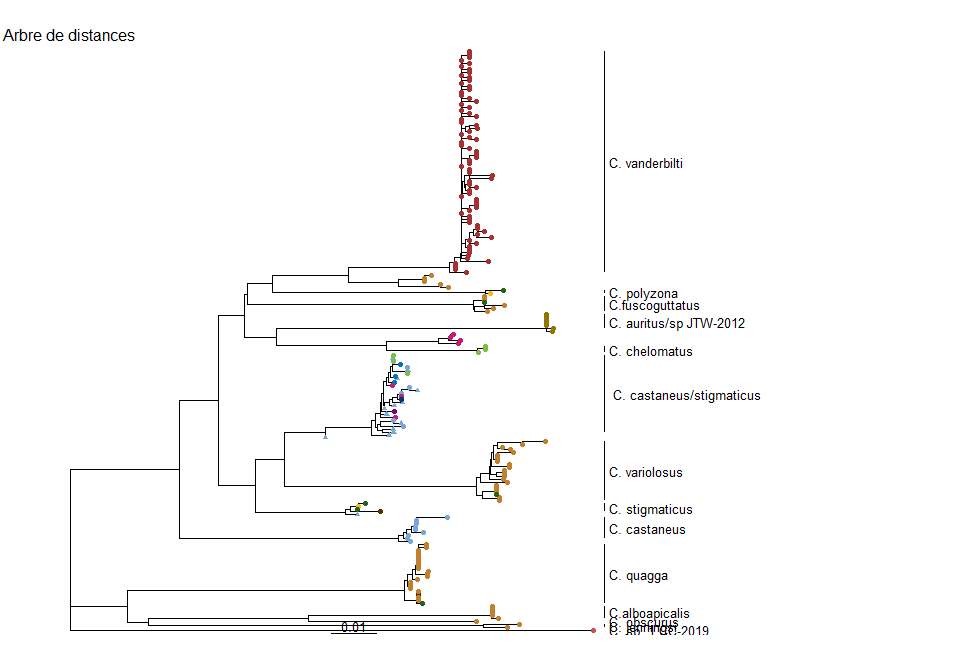 Arbre de distances
C. vanderbilti
C. polyzona
C.fuscoguttatus
C. auritus/sp JTW-2012
C. chelomatus
C. castaneus/stigmaticus
C. variolosus
C. stigmaticus
C. castaneus
C. quagga
C.alboapicalis
C. obscurus
-2019
0.01